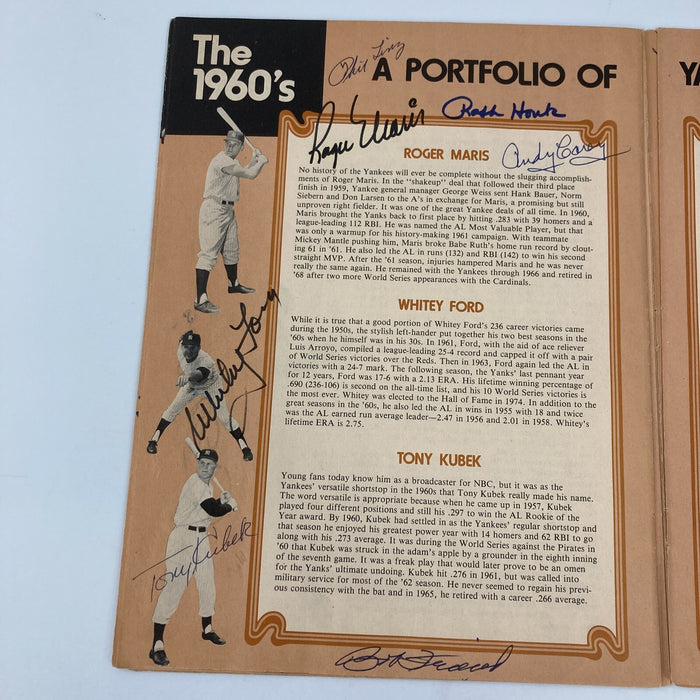 The
1960's
Phil Linz
A PORTFOLIO OF
YA
Roger Maris
Ralph Houk
Andy Carey
ROGER MARIS
No history of the Yankees will ever be complete without the slugging accomplish-
ments of Roger Maris. In the "shakeup" deal that followed their third place
finish in 1959, Yankee general manager George Weiss sent Hank Bauer, Norm
Siebern and Don Larsen to the A's in exchange for Maris, a promising but still
unproven right fielder. It was one of the great Yankee deals of all time. In 1960,
Maris brought the Yanks back to first place by hitting .283 with 39 homers and a
league-leading 112 RBI. He was named the AL Most Valuable Player, but that
was only a warmup for his history-making 1961 campaign. With teammate
Mickey Mantle pushing him, Maris broke Babe Ruth's home run record by clout-
ing 61 in '61. He also led the AL in runs (132) and RBI (142) to win his second
straight MVP. After the '61 season, injuries hampered Maris and he was never
really the same again. He remained with the Yankees through 1966 and retired in
'68 after two more World Series appearances with the Cardinals.
WHITEY FORD
While it is true that a good portion of Whitey Ford's 236 career victories came
during the 1950s, the stylish left-hander put together his two best seasons in the
'60s when he himself was in his 30s. In 1961, Ford, with the aid of ace reliever
Luis Arroyo, compiled a league-leading 25-4 record and capped it off with a pair
of World Series victories over the Reds. Then in 1963, Ford again led the AL in
victories with a 24-7 mark. The following season, the Yanks' last pennant year
for 12 years, Ford was 17-6 with a 2.13 ERA. His lifetime winning percentage of
.690 (236-106) is second on the all-time list, and his 10 World Series victories is
the most ever. Whitey was elected to the Hall of Fame in 1974. In addition to the
great seasons of the '60s, he also led the AL in wins in 1955 with 18 and twice
was the AL earned run average leader—2.47 in 1956 and 2.01 in 1958. Whitey's
lifetime ERA is 2.75.
Whitey Ford
TONY KUBEK
Young fans today know him as a broadcaster for NBC, but it was as the
Yankees' versatile shortstop in the 1960s that Tony Kubek really made his name.
The word versatile is appropriate because when he came up in 1957, Kubek
played four different positions and still his .297 to win the AL Rookie of the
Year award. By 1960, Kubek had settled in as the Yankees' regular shortstop and
that season he enjoyed his greatest power year with 14 homers and 62 RBI to go
along with his .273 average. It was during the World Series against the Pirates in
'60 that Kubek was struck in the adam's apple by a grounder in the eighth inning
of the seventh game. It was a freak play that would later prove to be an omen
for the Yanks' ultimate undoing. Kubek hit .276 in 1961, but was called into
military service for most of the '62 season. He never seemed to regain his previous
consistency with the bat and in 1965, he retired with a career .266 average.
Tony Kubek
Bob Friend